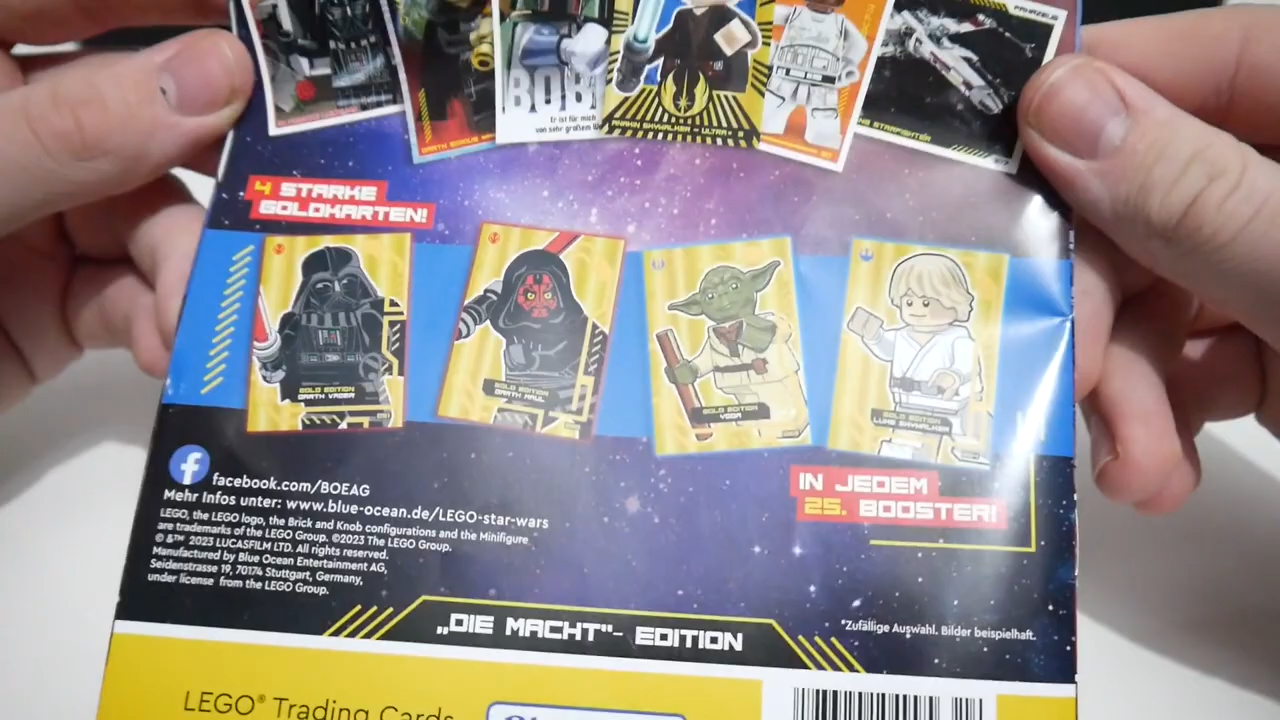 FAHRZEUG
BOB
Er ist für mich
von sehr großem W
ANAKIN SKYWALKER - ULTRA
STARFIGHTER
4 STARKE
GOLDKARTEN!
GOLD EDITION
DARTH VADER
GOLD EDITION
DARTH MAUL
GOLD EDITION
YODA
GOLD EDITION
LUKE SKYWALKER
IN JEDEM
25. BOOSTER!
facebook.com/BOEAG
Mehr Infos unter: www.blue-ocean.de/LEGO-star-wars
LEGO, the LEGO logo, the Brick and Knob configurations and the Minifigure
are trademarks of the LEGO Group. ©2023 The LEGO Group.
© &™ 2023 LUCASFILM LTD. All rights reserved.
Manufactured by Blue Ocean Entertainment AG,
Seidenstrasse 19, 70174 Stuttgart, Germany,
under license from the LEGO Group.
*Zufällige Auswahl. Bilder beispielhaft.
„DIE MACHT"- EDITION
LEGO® Trading Cards